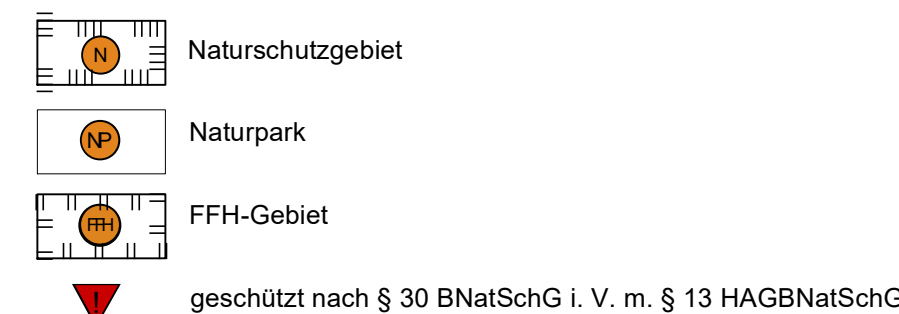 N Naturschutzgebiet
NP Naturpark
FFH FFH-Gebiet
! geschützt nach § 30 BNatSchG i. V. m. § 13 HAGBNatSchG